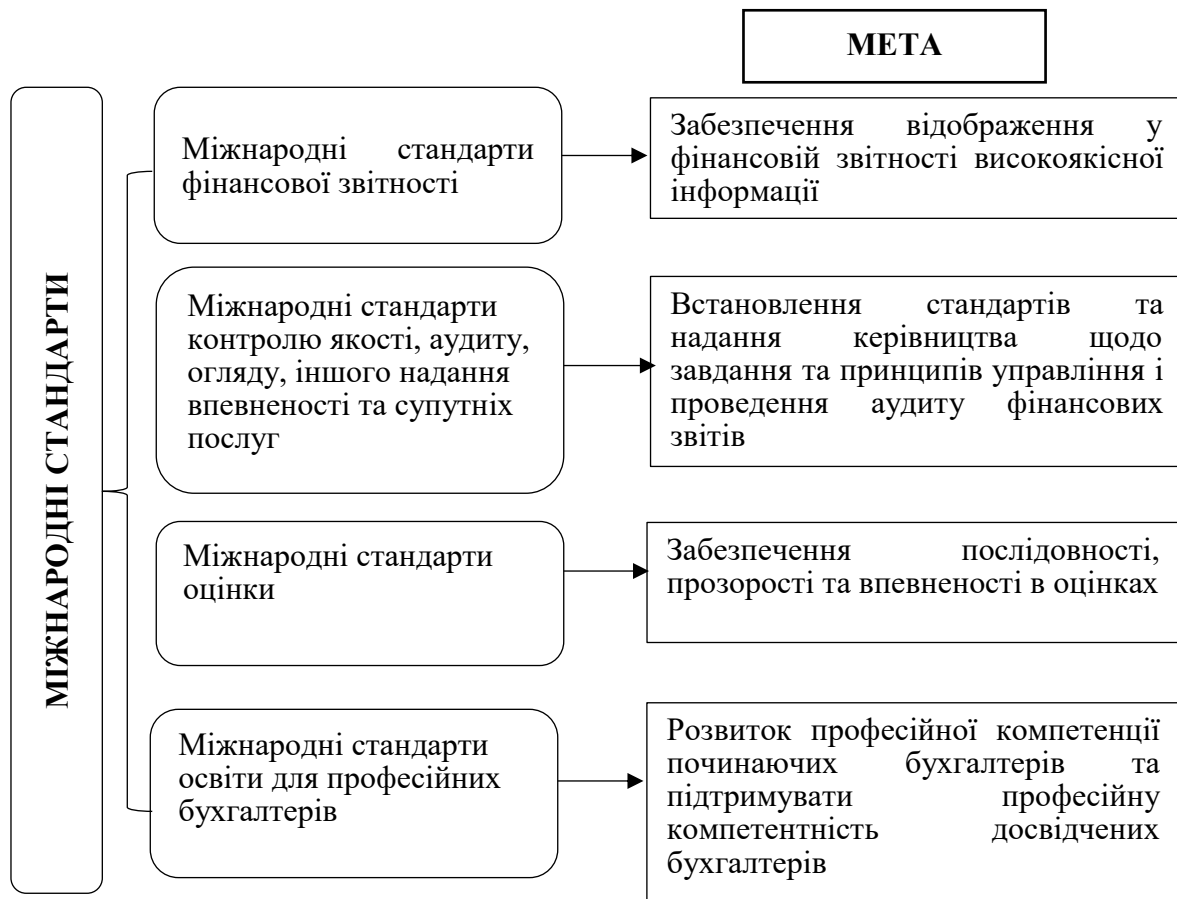 МЕТА
МІЖНАРОДНІ СТАНДАРТИ
Міжнародні стандарти
фінансової звітності
Забезпечення відображення у
фінансовій звітності високоякісної
інформації
Міжнародні стандарти
контролю якості, аудиту,
огляду, іншого надання
впевненості та супутніх
послуг
Встановлення стандартів та
надання керівництва щодо
завдання та принципів управління і
проведення аудиту фінансових
звітів
Міжнародні стандарти
оцінки
Забезпечення послідовності,
прозорості та впевненості в оцінках
Міжнародні стандарти
освіти для професійних
бухгалтерів
Розвиток професійної компетенції
починаючих бухгалтерів та
підтримувати професійну
компетентність досвідчених
бухгалтерів